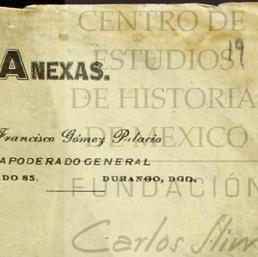 CENTRO DE
ESTUDIOS
DE HISTORIA
DE MEXICO
FUNDACIÓN
Carlos Slim
19
ANEXAS.
Francisco Gómez Palacio
APODERADO GENERAL
DO 85. DURANGO, DGO.